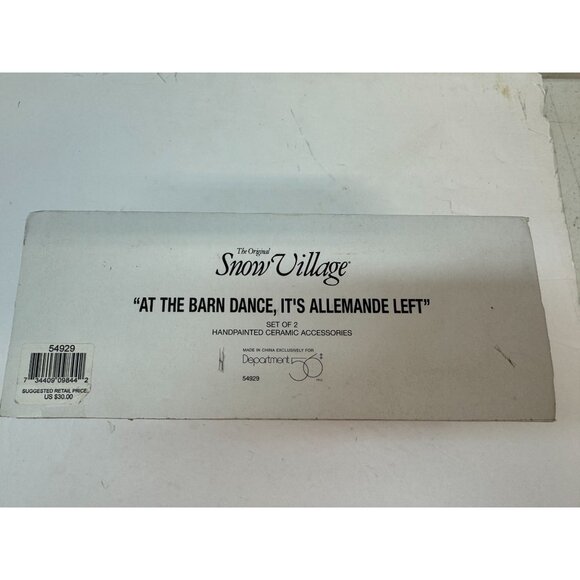 The Original
Snow Village®
"AT THE BARN DANCE, IT'S ALLEMANDE LEFT"
SET OF 2
HANDPAINTED CERAMIC ACCESSORIES
MADE IN CHINA EXCLUSIVELY FOR
Department 56
54929
54929
7 34409 09844 2
SUGGESTED RETAIL PRICE
US $30.00